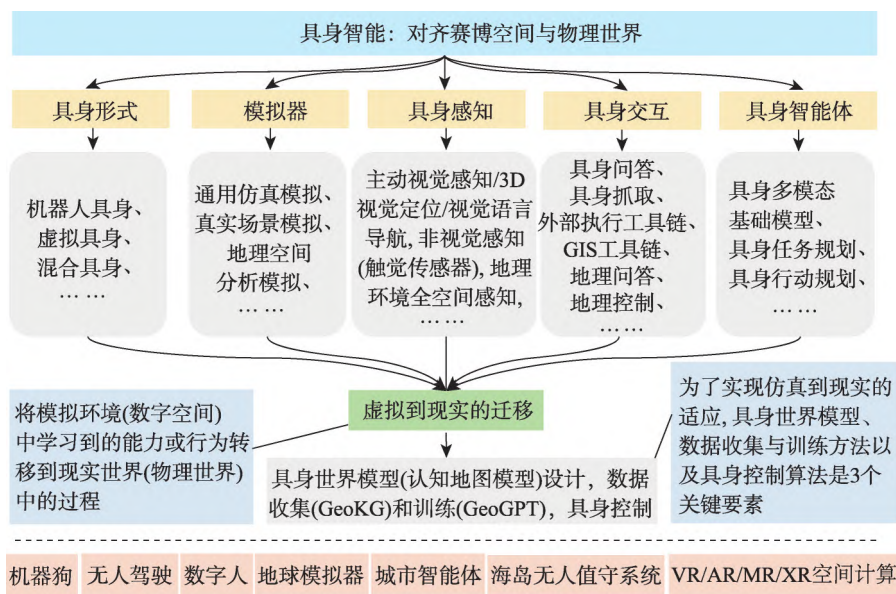 具身智能：对齐赛博空间与物理世界
具身形式
模拟器
具身感知
具身交互
具身智能体
机器人具身、
虚拟具身、
混合具身、
……
通用仿真模拟、
真实场景模拟、
地理空间
分析模拟、
……
主动视觉感知/3D
视觉定位/视觉语言
导航, 非视觉感知
(触觉传感器), 地理
环境全空间感知,
……
具身问答、
具身抓取、
外部执行工具链、
GIS工具链、
地理问答、
地理控制、
……
具身多模态
基础模型、
具身任务规划、
具身行动规划、
……
将模拟环境(数字空间)
中学习到的能力或行为转
移到现实世界(物理世界)
中的过程
虚拟到现实的迁移
为了实现仿真到现实的
适应, 具身世界模型、
数据收集与训练方法以
及具身控制算法是3个
关键要素
具身世界模型(认知地图模型)设计，数据
收集(GeoKG)和训练(GeoGPT)，具身控制
机器狗
无人驾驶
数字人
地球模拟器
城市智能体
海岛无人值守系统
VR/AR/MR/XR空间计算